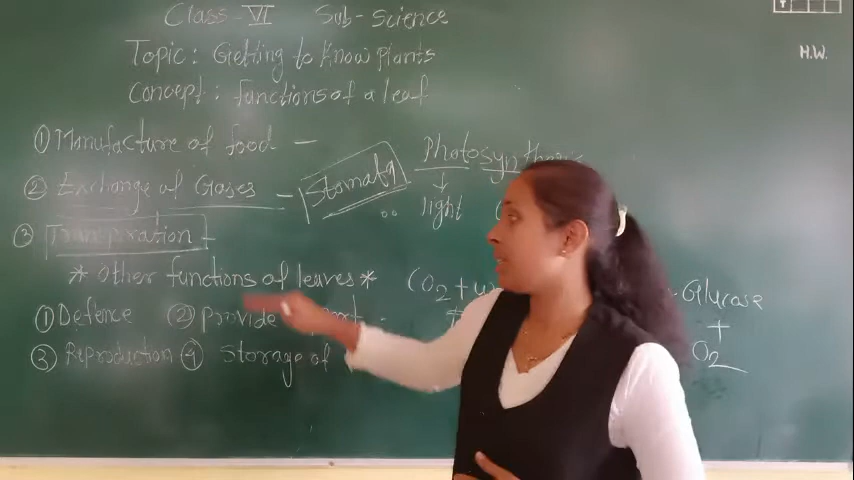 Class-VI Sub-Science
H.W.
Topic: Getting to Know Plants
Concept: functions of a leaf
① Manufacture of food —
Photosynthesis
② Exchange of Gases — Stomata
light
③ Transpiration -
* Other functions of leaves *
CO2 +
Glucose
① Defence ② Provide
+
③ Reproduction ④ Storage of
O2